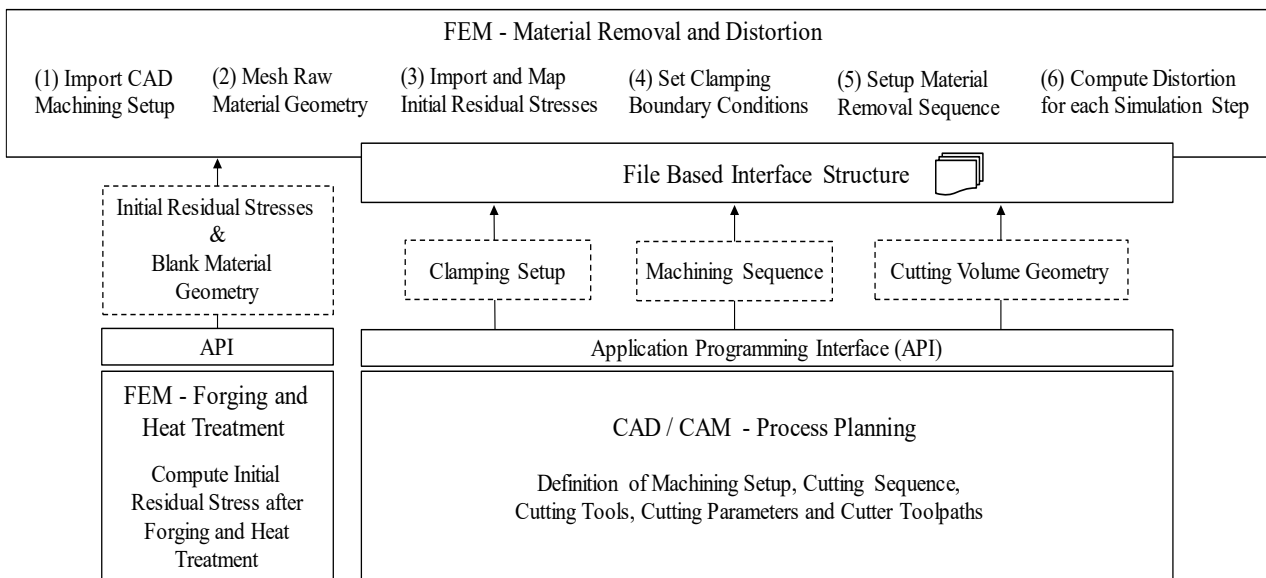 FEM - Material Removal and Distortion
(1) Import CAD
Machining Setup
(2) Mesh Raw
Material Geometry
(3) Import and Map
Initial Residual Stresses
(4) Set Clamping
Boundary Conditions
(5) Setup Material
Removal Sequence
(6) Compute Distortion
for each Simulation Step
File Based Interface Structure
Initial Residual Stresses
&
Blank Material
Geometry
Clamping Setup
Machining Sequence
Cutting Volume Geometry
API
Application Programming Interface (API)
FEM - Forging and
Heat Treatment
Compute Initial
Residual Stress after
Forging and Heat
Treatment
CAD / CAM - Process Planning
Definition of Machining Setup, Cutting Sequence,
Cutting Tools, Cutting Parameters and Cutter Toolpaths